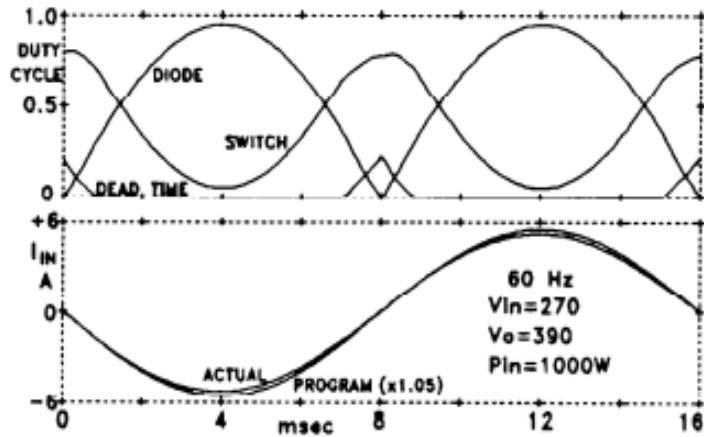 1.0
DUTY
CYCLE
DIODE
0.5
SWITCH
0
DEAD, TIME
+6
I IN
A
60 Hz
Vin=270
0
Vo=390
Pin=1000W
ACTUAL
PROGRAM (x1.05)
-6
0 4 8 12 16
msec